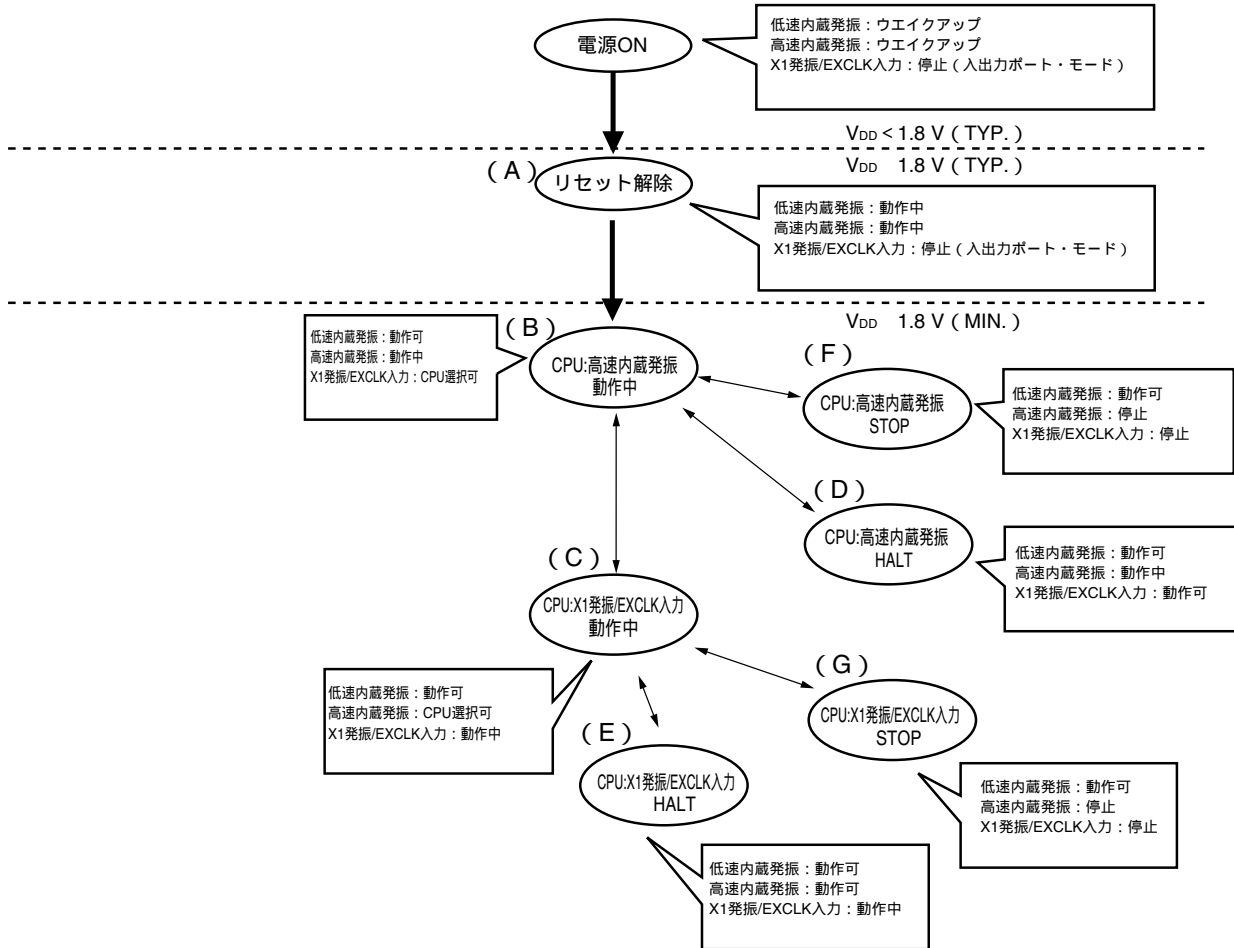 電源ON
低速内蔵発振：ウエイクアップ
高速内蔵発振：ウエイクアップ
X1発振/EXCLK入力：停止（入出力ポート・モード）
VDD＜1.8 V（TYP.）
VDD 1.8 V（TYP.）
（A）
リセット解除
低速内蔵発振：動作中
高速内蔵発振：動作中
X1発振/EXCLK入力：停止（入出力ポート・モード）
VDD 1.8 V（MIN.）
低速内蔵発振：動作可
高速内蔵発振：動作中
X1発振/EXCLK入力：CPU選択可
（B）
CPU:高速内蔵発振
動作中
（F）
CPU:高速内蔵発振
STOP
低速内蔵発振：動作可
高速内蔵発振：停止
X1発振/EXCLK入力：停止
（D）
CPU:高速内蔵発振
HALT
低速内蔵発振：動作可
高速内蔵発振：動作中
X1発振/EXCLK入力：動作可
（C）
CPU:X1発振/EXCLK入力
動作中
低速内蔵発振：動作可
高速内蔵発振：CPU選択可
X1発振/EXCLK入力：動作中
（G）
CPU:X1発振/EXCLK入力
STOP
低速内蔵発振：動作可
高速内蔵発振：停止
X1発振/EXCLK入力：停止
（E）
CPU:X1発振/EXCLK入力
HALT
低速内蔵発振：動作可
高速内蔵発振：動作可
X1発振/EXCLK入力：動作中